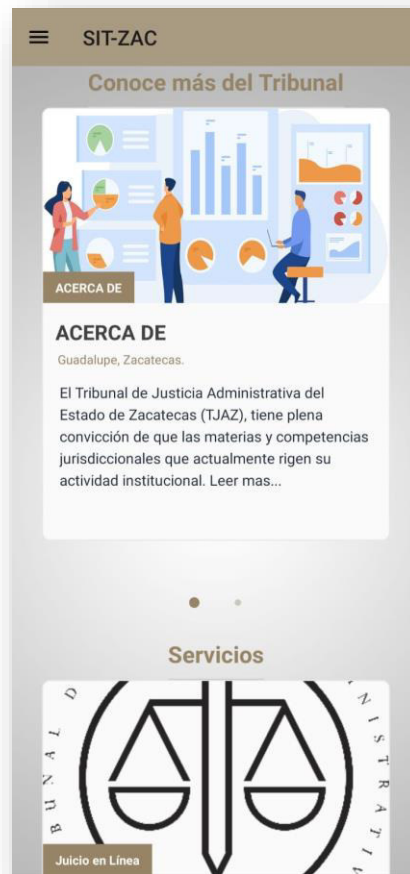 SIT-ZAC
Conoce más del Tribunal
ACERCA DE
ACERCA DE
Guadalupe, Zacatecas.
El Tribunal de Justicia Administrativa del
Estado de Zacatecas (TJAZ), tiene plena
convicción de que las materias y competencias
jurisdiccionales que actualmente rigen su
actividad institucional. Leer mas...
Servicios
BUNAL D
NISTRATIV
Juicio en Línea